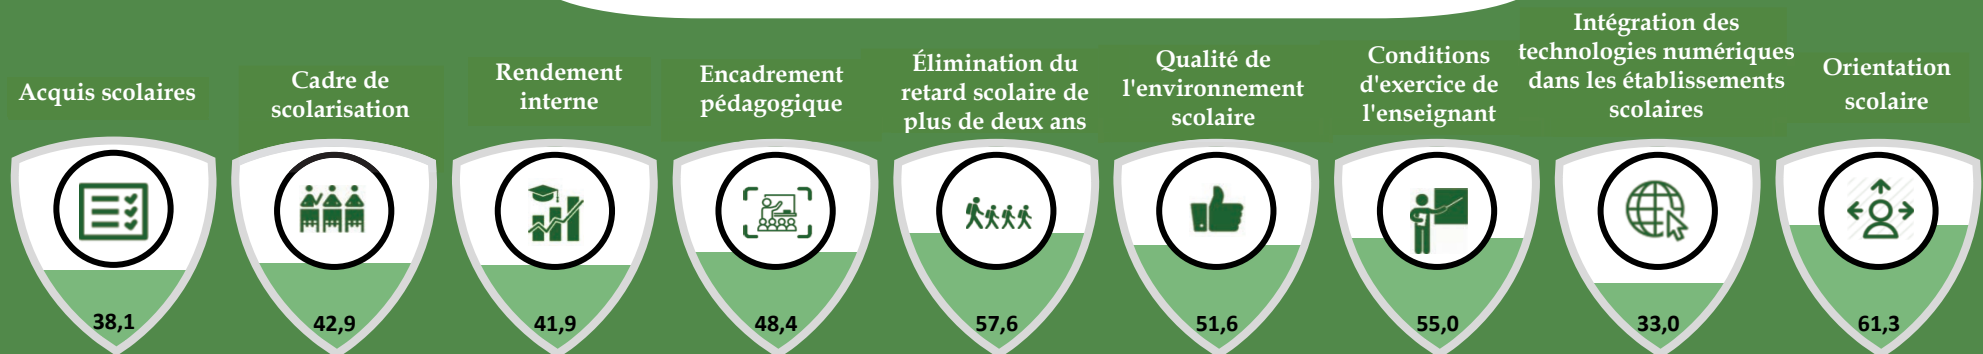 Acquis scolaires
38,1
Cadre de
scolarisation
42,9
Rendement
interne
41,9
Encadrement
pédagogique
48,4
Élimination du
retard scolaire de
plus de deux ans
57,6
Qualité de
l'environnement
scolaire
51,6
Conditions
d'exercice de
l'enseignant
55,0
Intégration des
technologies numériques
dans les établissements
scolaires
33,0
Orientation
scolaire
61,3